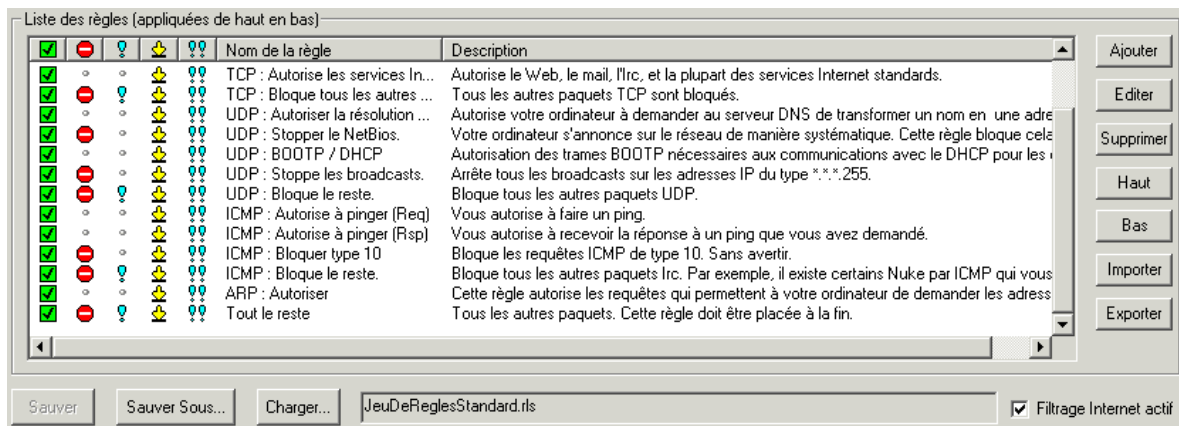 Liste des règles (appliquées de haut en bas)
Nom de la règle Description
TCP : Autorise les services In... Autorise le Web, le mail, l'Irc, et la plupart des services Internet standards.
TCP : Bloque tous les autres ... Tous les autres paquets TCP sont bloqués.
UDP : Autoriser la résolution ... Autorise votre ordinateur à demander au serveur DNS de transformer un nom en une adre
UDP : Stopper le NetBios. Votre ordinateur s'annonce sur le réseau de manière systématique. Cette règle bloque cela
UDP : BOOTP / DHCP Autorisation des trames BOOTP nécessaires aux communications avec le DHCP pour les
UDP : Stoppe les broadcasts. Arrête tous les broadcasts sur les adresses IP du type *.*.*.255.
UDP : Bloque le reste. Bloque tous les autres paquets UDP.
ICMP : Autorise à pinger (Req) Vous autorise à faire un ping.
ICMP : Autorise à pinger (Rsp) Vous autorise à recevoir la réponse à un ping que vous avez demandé.
ICMP : Bloquer type 10 Bloque les requêtes ICMP de type 10. Sans avertir.
ICMP : Bloque le reste. Bloque tous les autres paquets Irc. Par exemple, il existe certains Nuke par ICMP qui vous
ARP : Autoriser Cette règle autorise les requêtes qui permettent à votre ordinateur de demander les adress
Tout le reste Tous les autres paquets. Cette règle doit être placée à la fin.
Ajouter
Editer
Supprimer
Haut
Bas
Importer
Exporter
Sauver Sauver Sous... Charger... JeuDeReglesStandard.rls Filtrage Internet actif